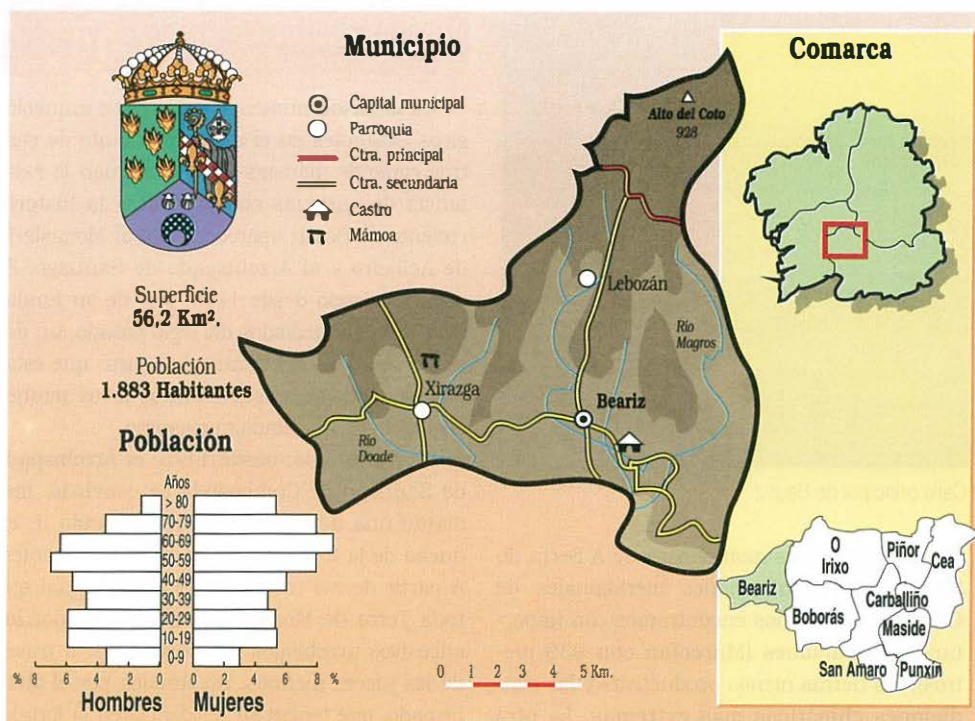 Municipio
Capital municipal
Parroquia
Ctra. principal
Ctra. secundaria
Castro
Mámoa
Superficie
56,2 Km².
Población
1.883 Habitantes
Alto del Coto
928
Lebozán
Río
Magros
Xirazga
Beariz
Río
Doade
Comarca
O
Irixo
Piñor
Cea
Beariz
Carballiño
Boborás
Maside
San Amaro
Punxín
Población
Años
> 80
70-79
60-69
50-59
40-49
30-39
20-29
10-19
0-9
% 8 6 4 2 0 0 2 4 6 8 %
Hombres
Mujeres
0 1 2 3 4 5 Km.